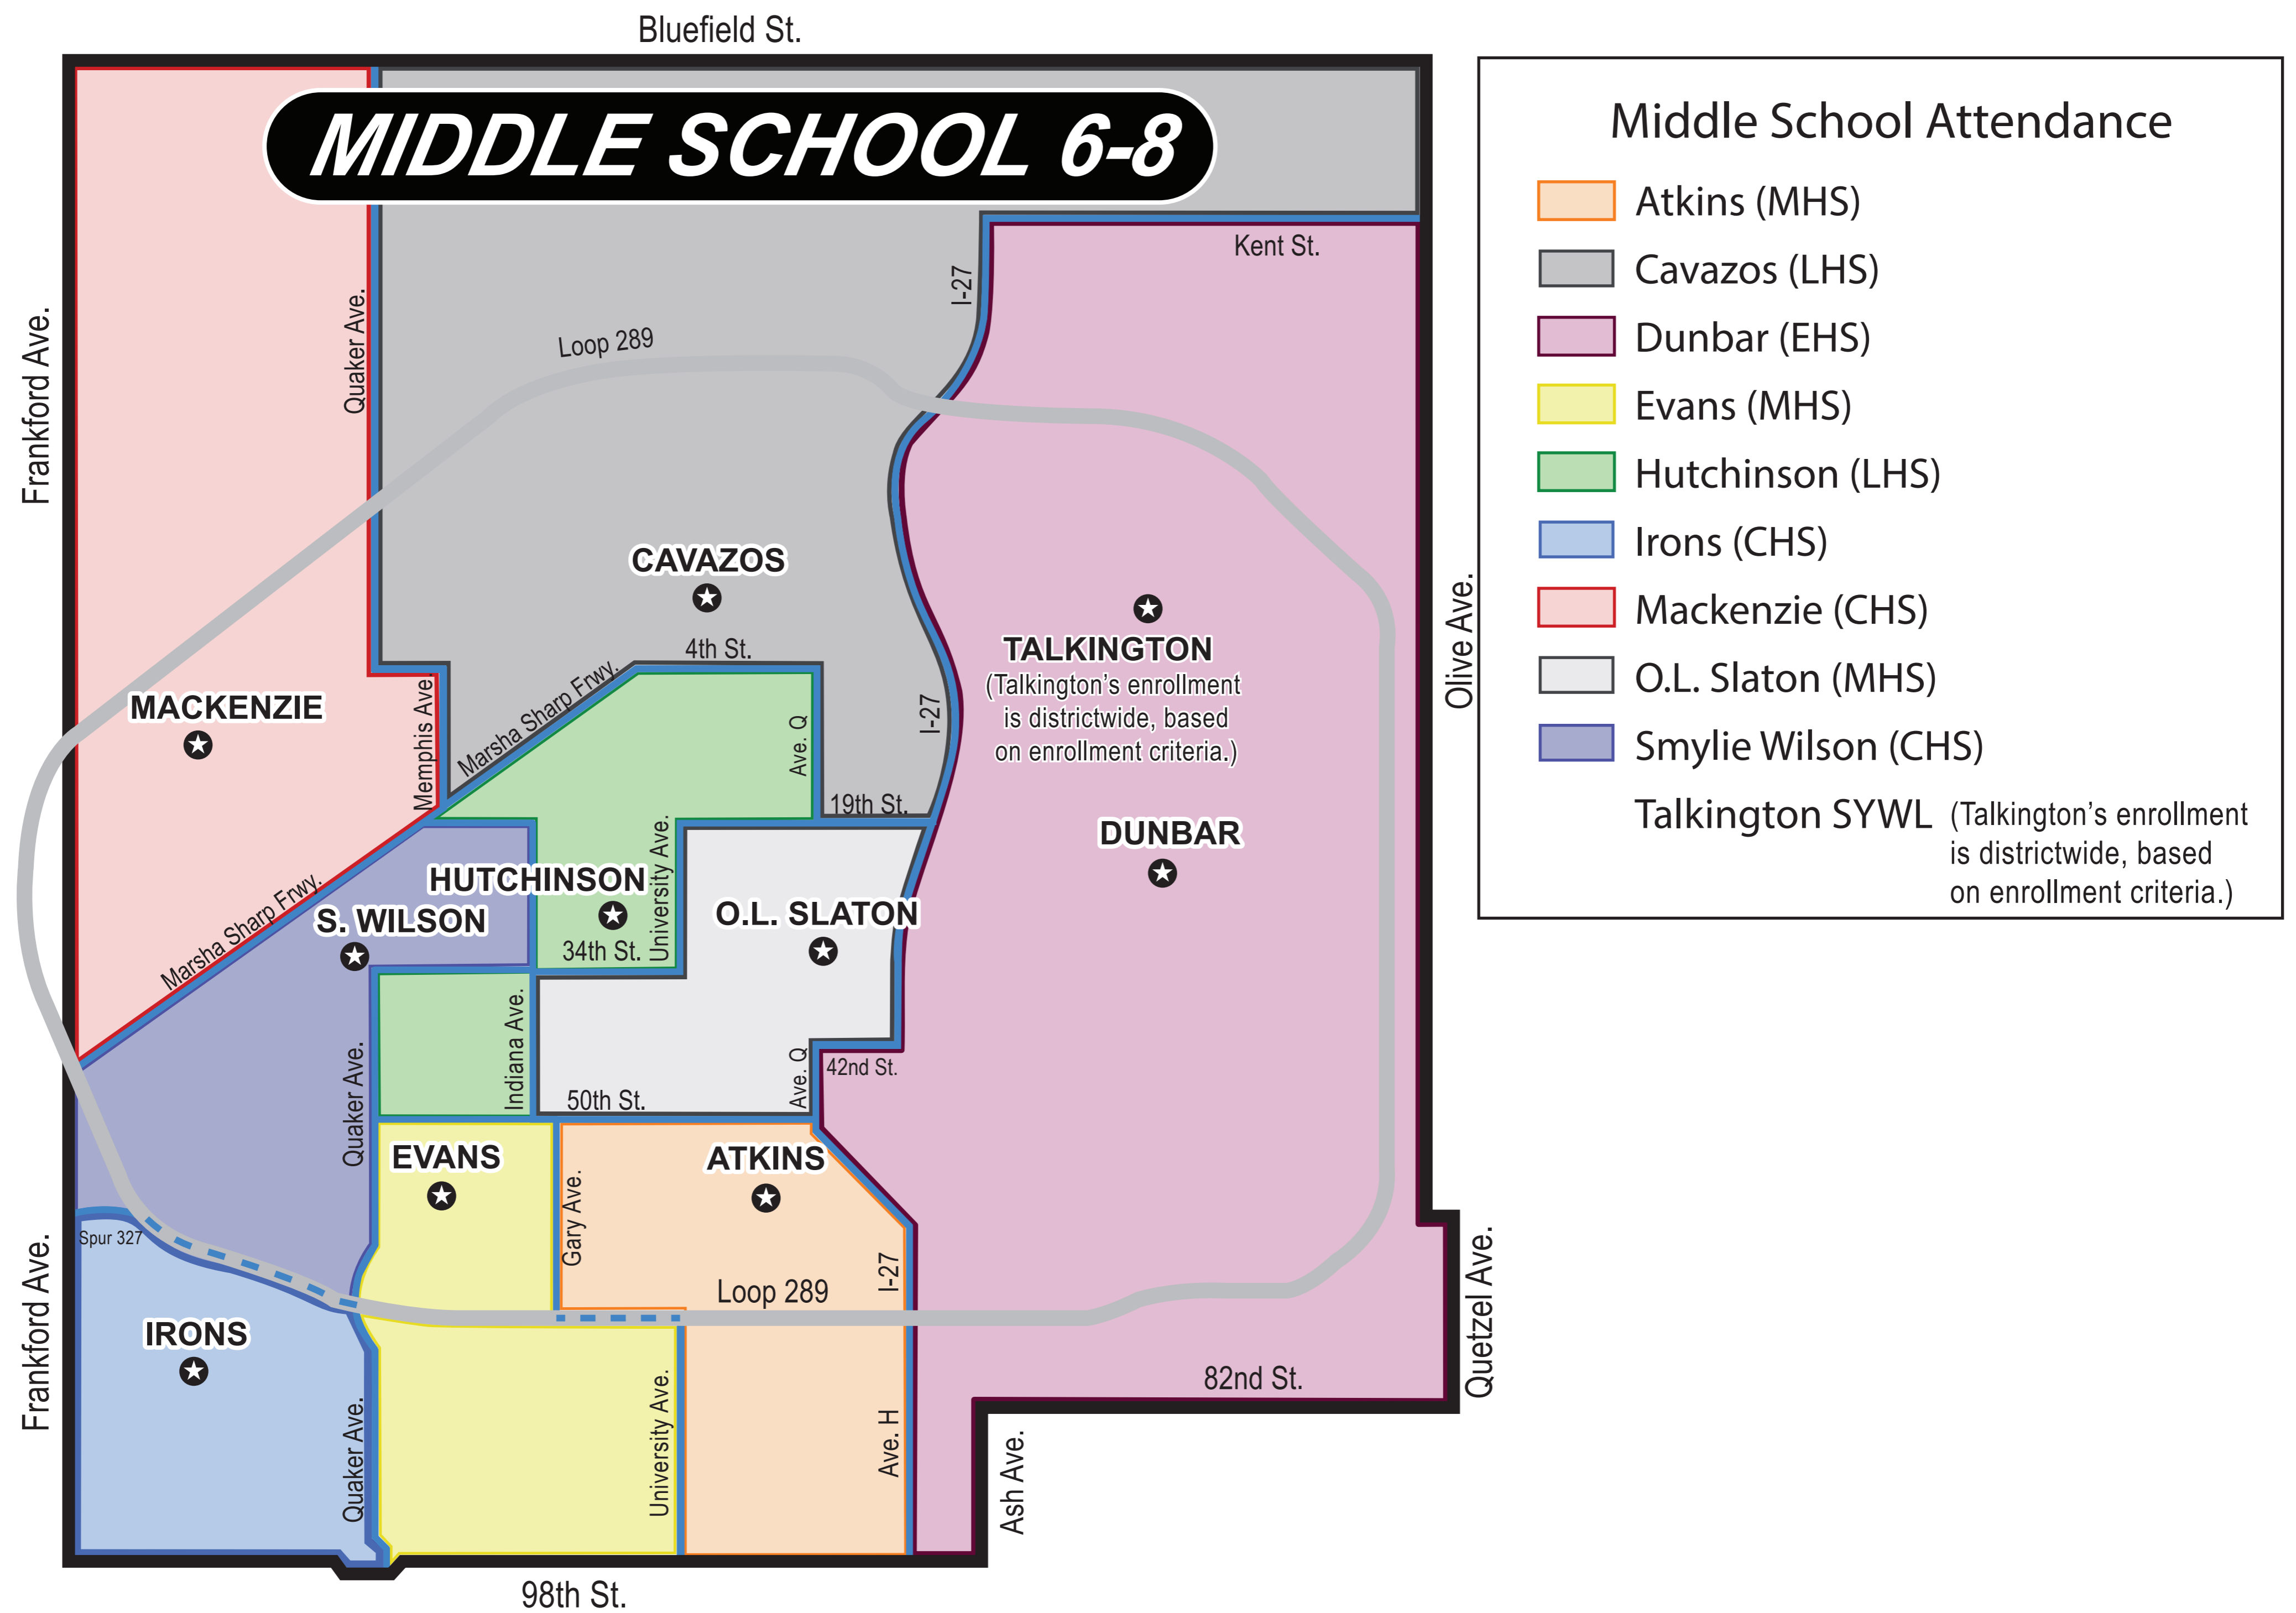 Bluefield St.
MIDDLE SCHOOL 6-8
Kent St.
I-27
Frankford Ave.
Quaker Ave.
Loop 289
CAVAZOS
4th St.
Marsha Sharp Frwy.
Memphis Ave.
MACKENZIE
Ave. Q
I-27
TALKINGTON
(Talkington's enrollment
is districtwide, based
on enrollment criteria.)
Olive Ave.
19th St.
DUNBAR
University Ave.
HUTCHINSON
Marsha Sharp Frwy.
S. WILSON
O.L. SLATON
34th St.
Indiana Ave.
Quaker Ave.
50th St.
Ave. Q
42nd St.
EVANS
ATKINS
Gary Ave.
Spur 327
I-27
Loop 289
IRONS
Frankford Ave.
Quaker Ave.
University Ave.
Ave. H
82nd St.
Quetzel Ave.
Ash Ave.
98th St.
Middle School Attendance
Atkins (MHS)
Cavazos (LHS)
Dunbar (EHS)
Evans (MHS)
Hutchinson (LHS)
Irons (CHS)
Mackenzie (CHS)
O.L. Slaton (MHS)
Smylie Wilson (CHS)
Talkington SYWL (Talkington's enrollment
is districtwide, based
on enrollment criteria.)